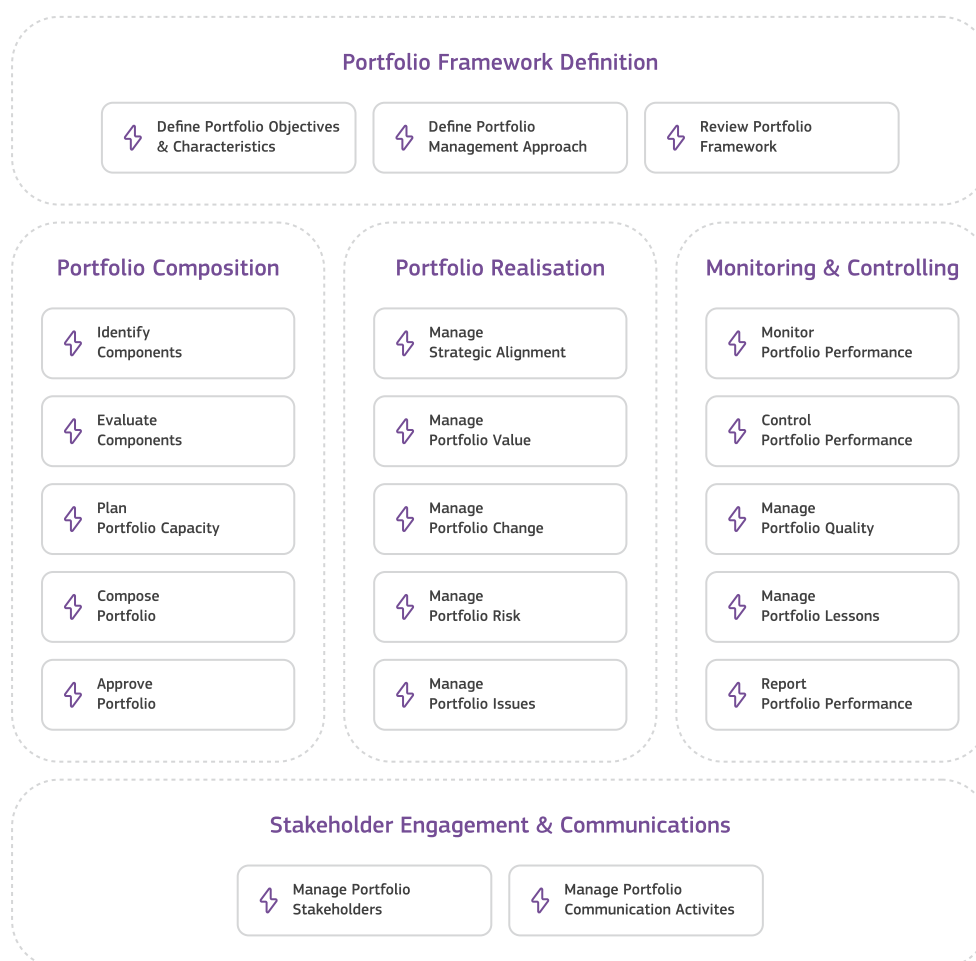 Portfolio Framework Definition
Define Portfolio Objectives
& Characteristics
Define Portfolio
Management Approach
Review Portfolio
Framework
Portfolio Composition
Identify
Components
Evaluate
Components
Plan
Portfolio Capacity
Compose
Portfolio
Approve
Portfolio
Portfolio Realisation
Manage
Strategic Alignment
Manage
Portfolio Value
Manage
Portfolio Change
Manage
Portfolio Risk
Manage
Portfolio Issues
Monitoring & Controlling
Monitor
Portfolio Performance
Control
Portfolio Performance
Manage
Portfolio Quality
Manage
Portfolio Lessons
Report
Portfolio Performance
Stakeholder Engagement & Communications
Manage Portfolio
Stakeholders
Manage Portfolio
Communication Activites